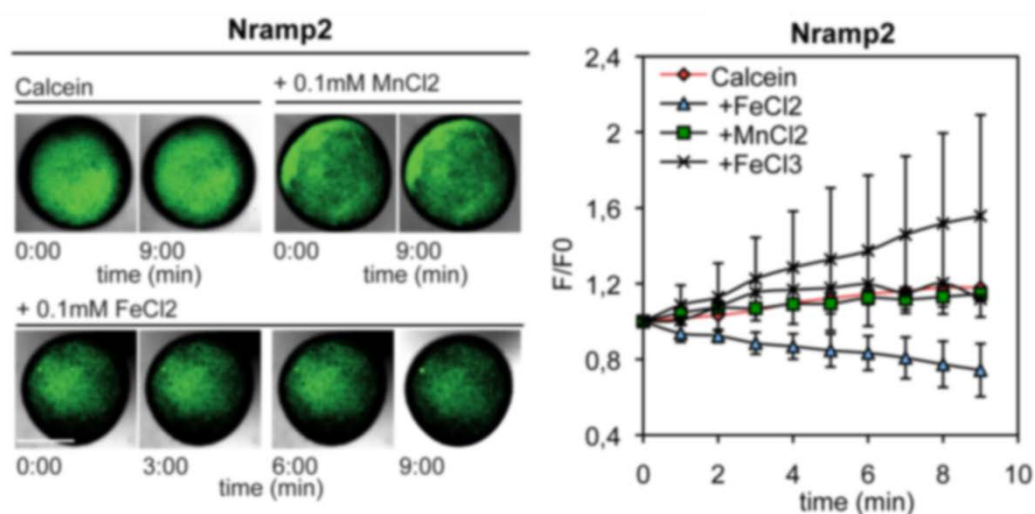 Nramp2
Calcein
+ 0.1mM MnCl2
0:00 9:00 0:00 9:00
time (min) time (min)
+ 0.1mM FeCl2
0:00 3:00 6:00 9:00
time (min)
Nramp2
2,4
2
1,6
1,2
0,8
0,4
F/F0
Calcein
+FeCl2
+MnCl2
+FeCl3
0 2 4 6 8 10
time (min)